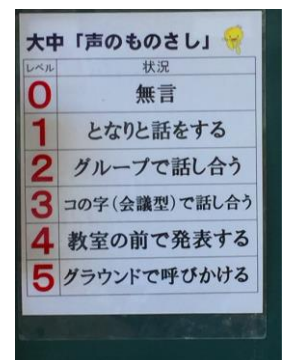 大中「声のものさし」
レベル 状況
0 無言
1 となりと話をする
2 グループで話し合う
3 コの字(会議型)で話し合う
4 教室の前で発表する
5 グラウンドで呼びかける